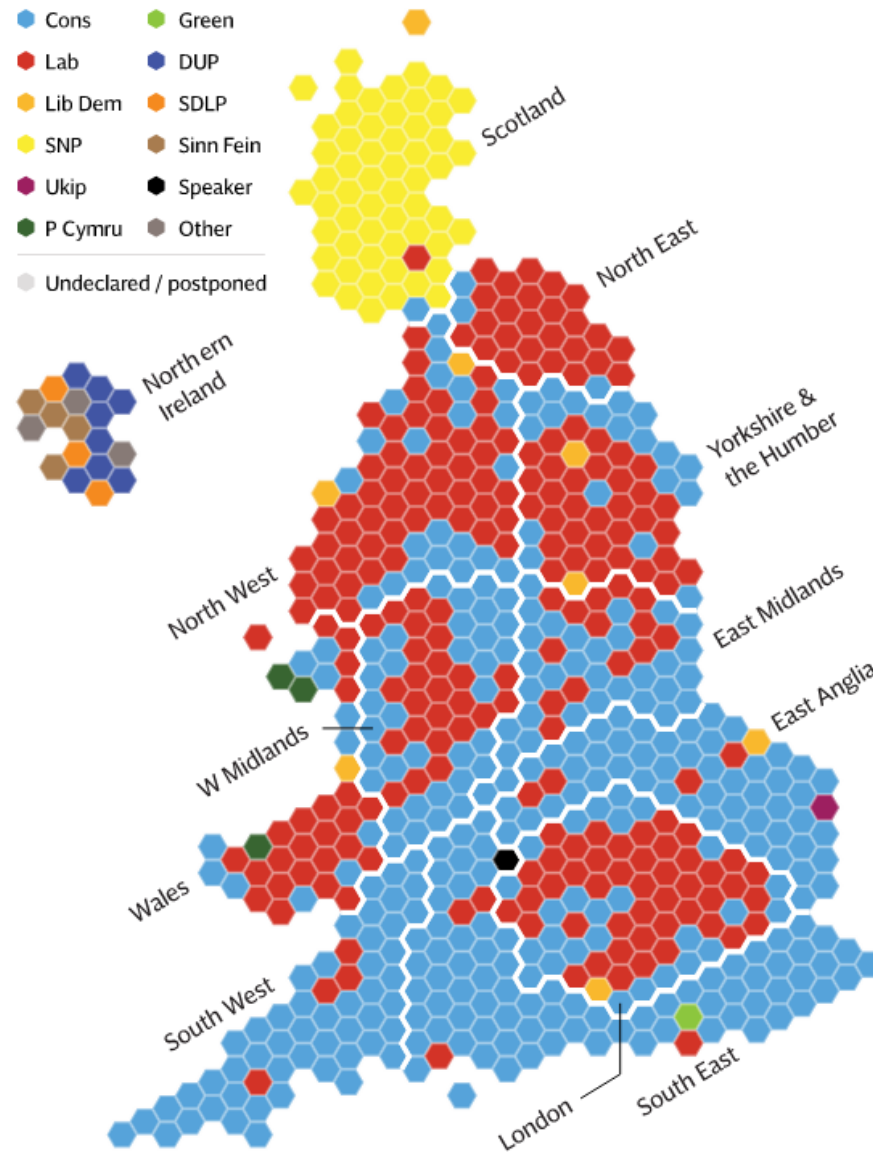 Cons
Green
Lab
DUP
Lib Dem
SDLP
SNP
Sinn Fein
Ukip
Speaker
P Cymru
Other
Undeclared / postponed
Scotland
North East
Northern
Ireland
Yorkshire &
the Humber
North West
East Midlands
East Anglia
W Midlands
Wales
South West
South East
London